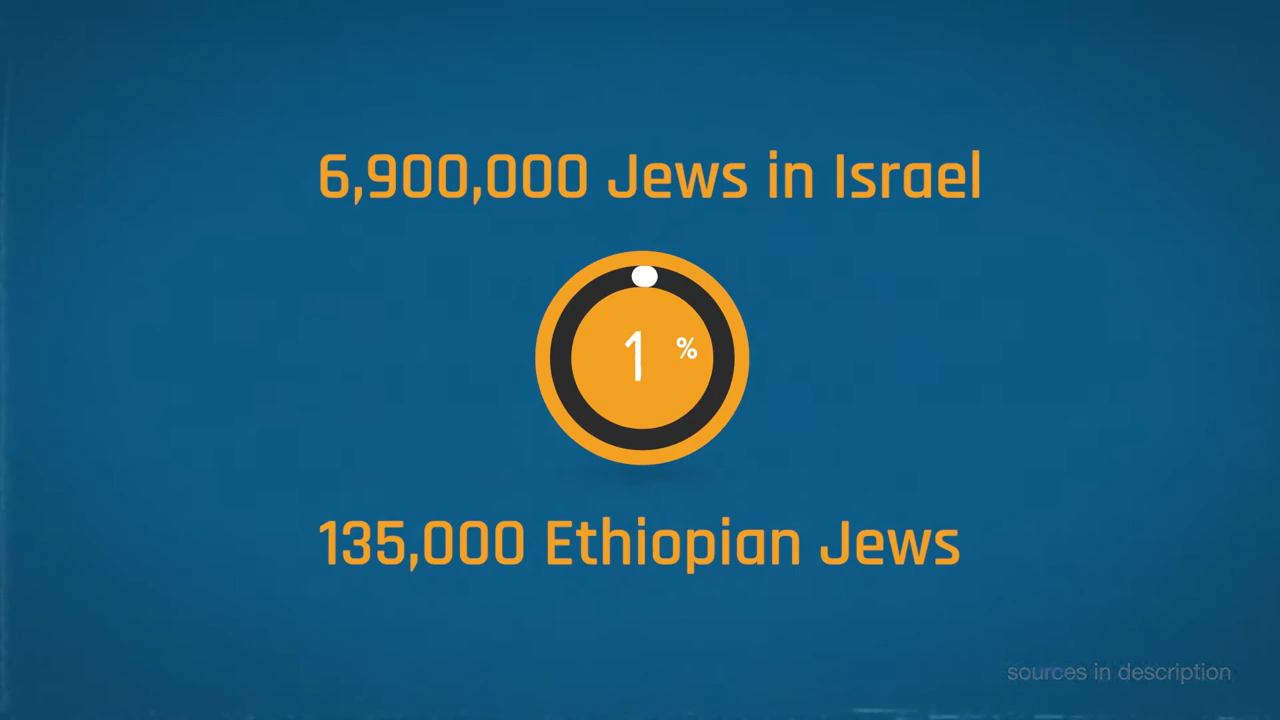 6,900,000 Jews in Israel
1 %
135,000 Ethiopian Jews
sources in description